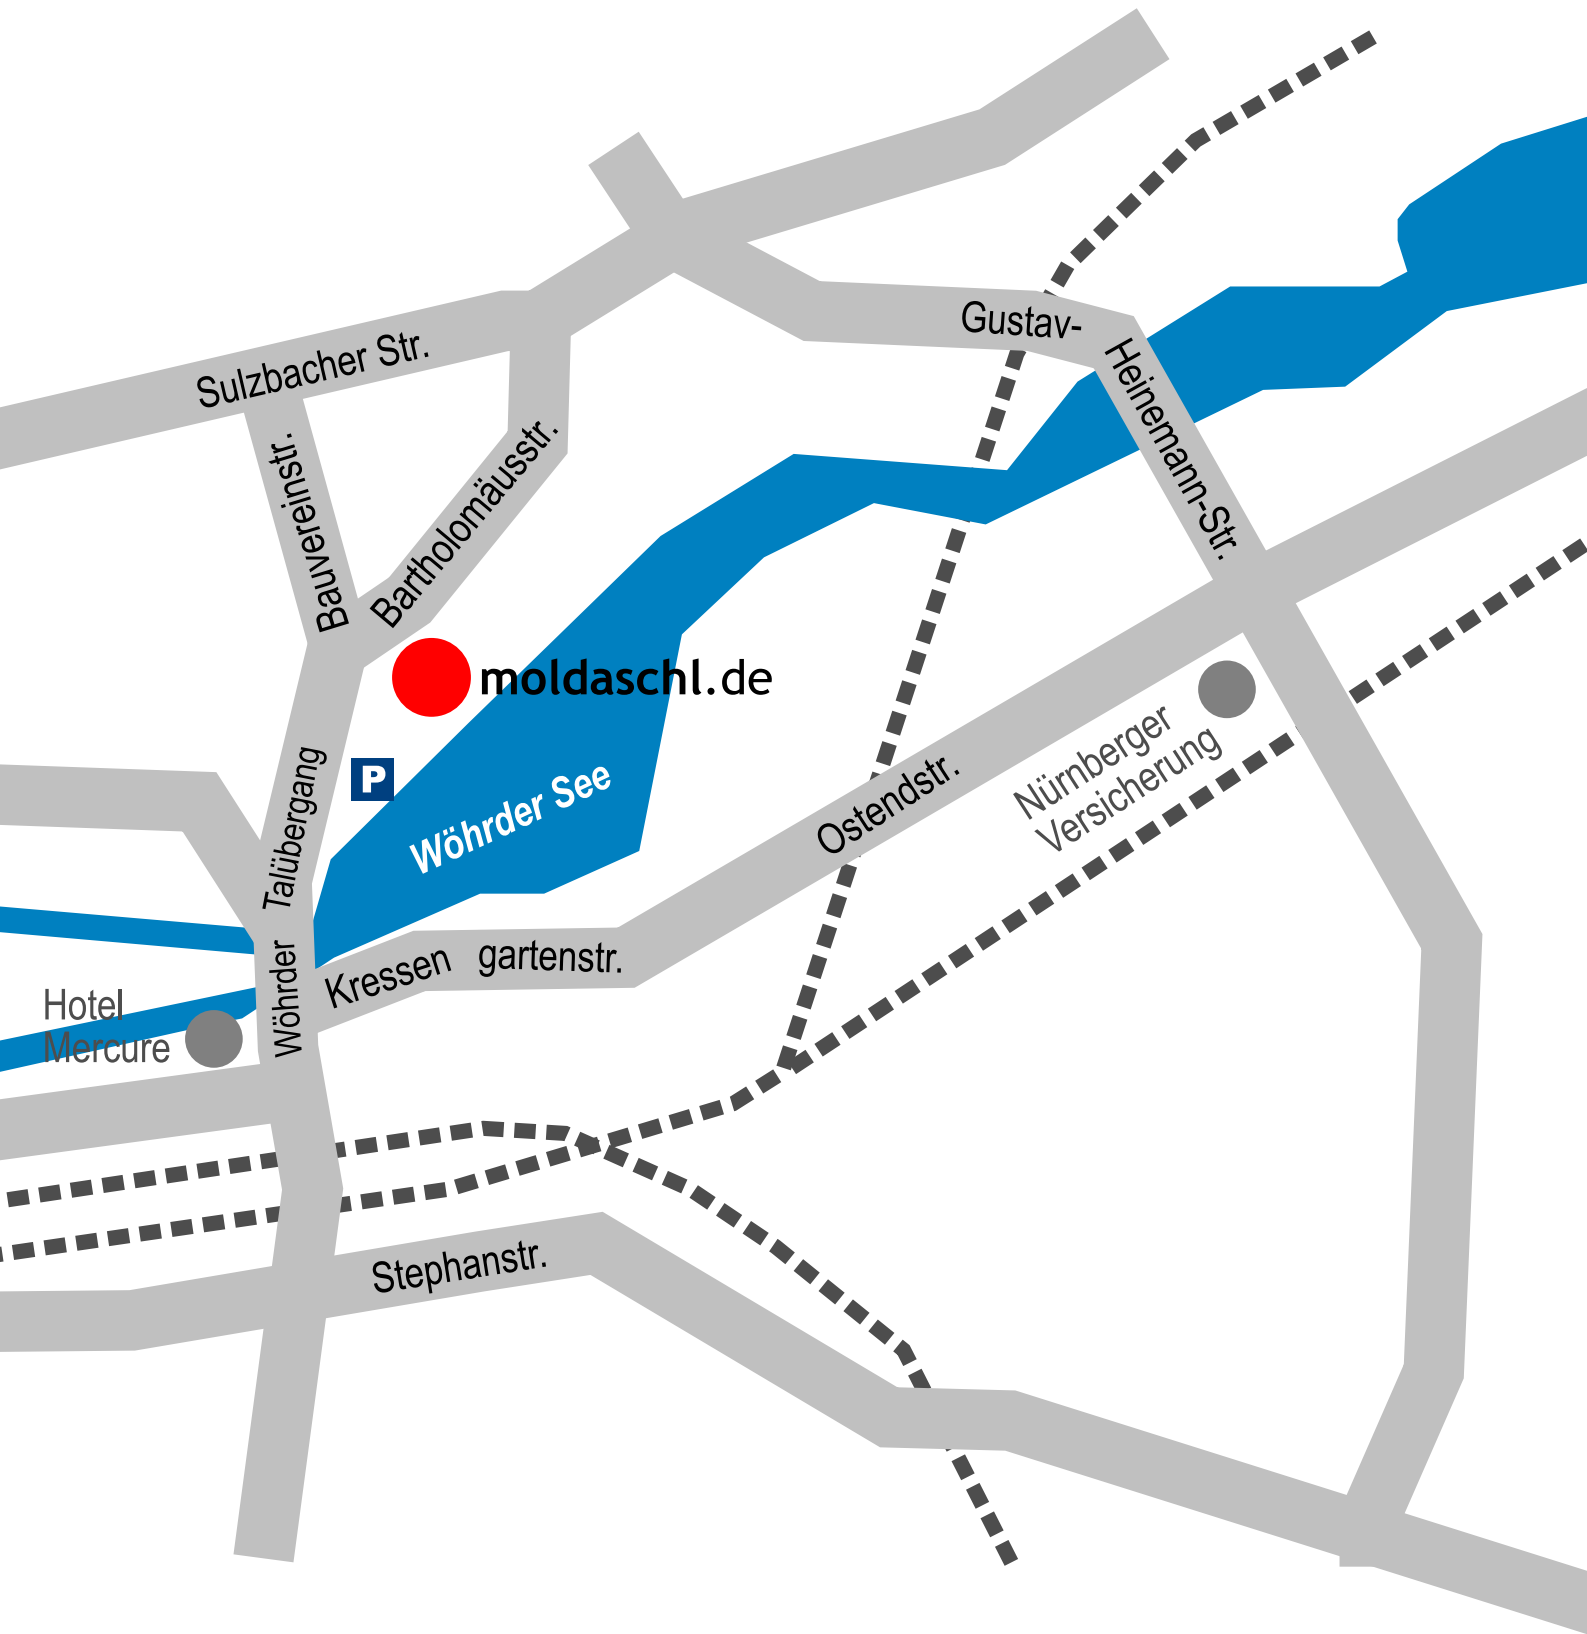 Gustav-
Heinemann-Str.
Sulzbacher Str.
Bauvereinstr.
Bartholomäusstr.
moldaschl.de
P
Wöhrder See
Wöhrder Talübergang
Ostendstr.
Nürnberger
Versicherung
Kressen gartenstr.
Hotel
Mercure
Stephanstr.